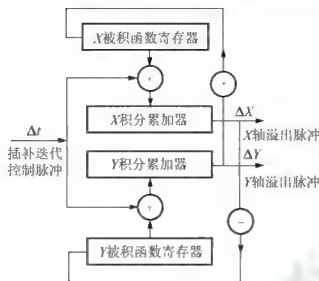 X被积函数寄存器
+
+
X积分累加器
ΔX
X轴溢出脉冲
Δt
插补迭代
控制脉冲
Y积分累加器
ΔY
Y轴溢出脉冲
+
−
Y被积函数寄存器